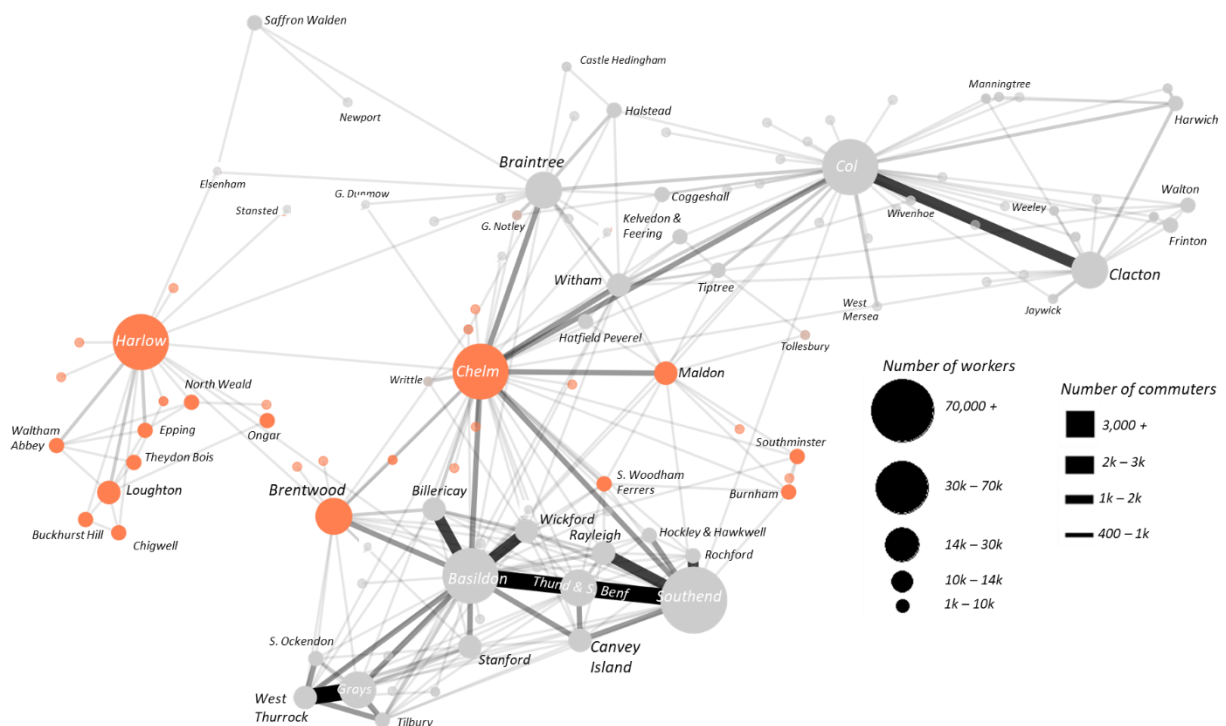 Saffron Walden
Castle Hedingham
Manningtree
Newport
Halstead
Harwich
Braintree
Col
Elsenham
G. Dunmow
Coggeshall
Walton
Stansted
G. Notley
Kelvedon &
Feering
Wivenhoe
Weeley
Frinton
Witham
Tiptree
Clacton
West
Mersea
Jaywick
Harlow
Hatfield Peverel
Tollesbury
Chelm
Maldon
Writtle
North Weald
Waltham
Abbey
Epping
Ongar
Theydon Bois
Southminster
Loughton
Brentwood
Billericay
S. Woodham
Ferrers
Burnham
Buckhurst Hill
Chigwell
Wickford
Rayleigh
Hockley & Hawkwell
Rochford
Basildon
Thund & S. Benf
Southend
S. Ockendon
Stanford
Canvey
Island
West
Thurrock
Grays
Tilbury
Number of workers
70,000 +
30k – 70k
14k – 30k
10k – 14k
1k – 10k
Number of commuters
3,000 +
2k – 3k
1k – 2k
400 – 1k